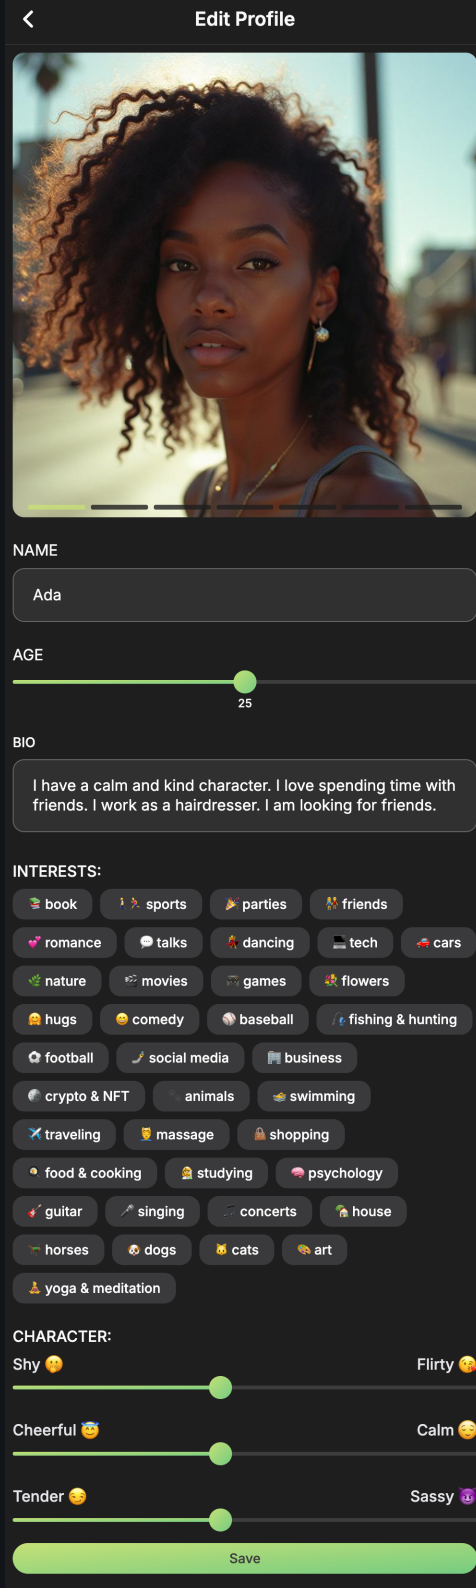 Edit Profile
NAME
Ada
AGE
25
BIO
I have a calm and kind character. I love spending time with
friends. I work as a hairdresser. I am looking for friends.
INTERESTS:
📚 book 🚶🏃 sports 🎉 parties 👫 friends
💕 romance 💬 talks 💃 dancing 💻 tech 🚗 cars
🌿 nature 🎬 movies 🎮 games 💐 flowers
🤗 hugs 😄 comedy ⚾ baseball 🎣 fishing & hunting
⚽ football 🤳 social media 🏢 business
🪙 crypto & NFT 🐾 animals 🏊 swimming
✈️ traveling 💆 massage 👜 shopping
🍳 food & cooking 👩‍🎓 studying 🧠 psychology
🎸 guitar 🎤 singing 🎵 concerts 🏡 house
🐎 horses 🐶 dogs 🐱 cats 🎨 art
🧘 yoga & meditation
CHARACTER:
Shy 🤫 Flirty 😘
Cheerful 😇 Calm 😌
Tender 😏 Sassy 😈
Save